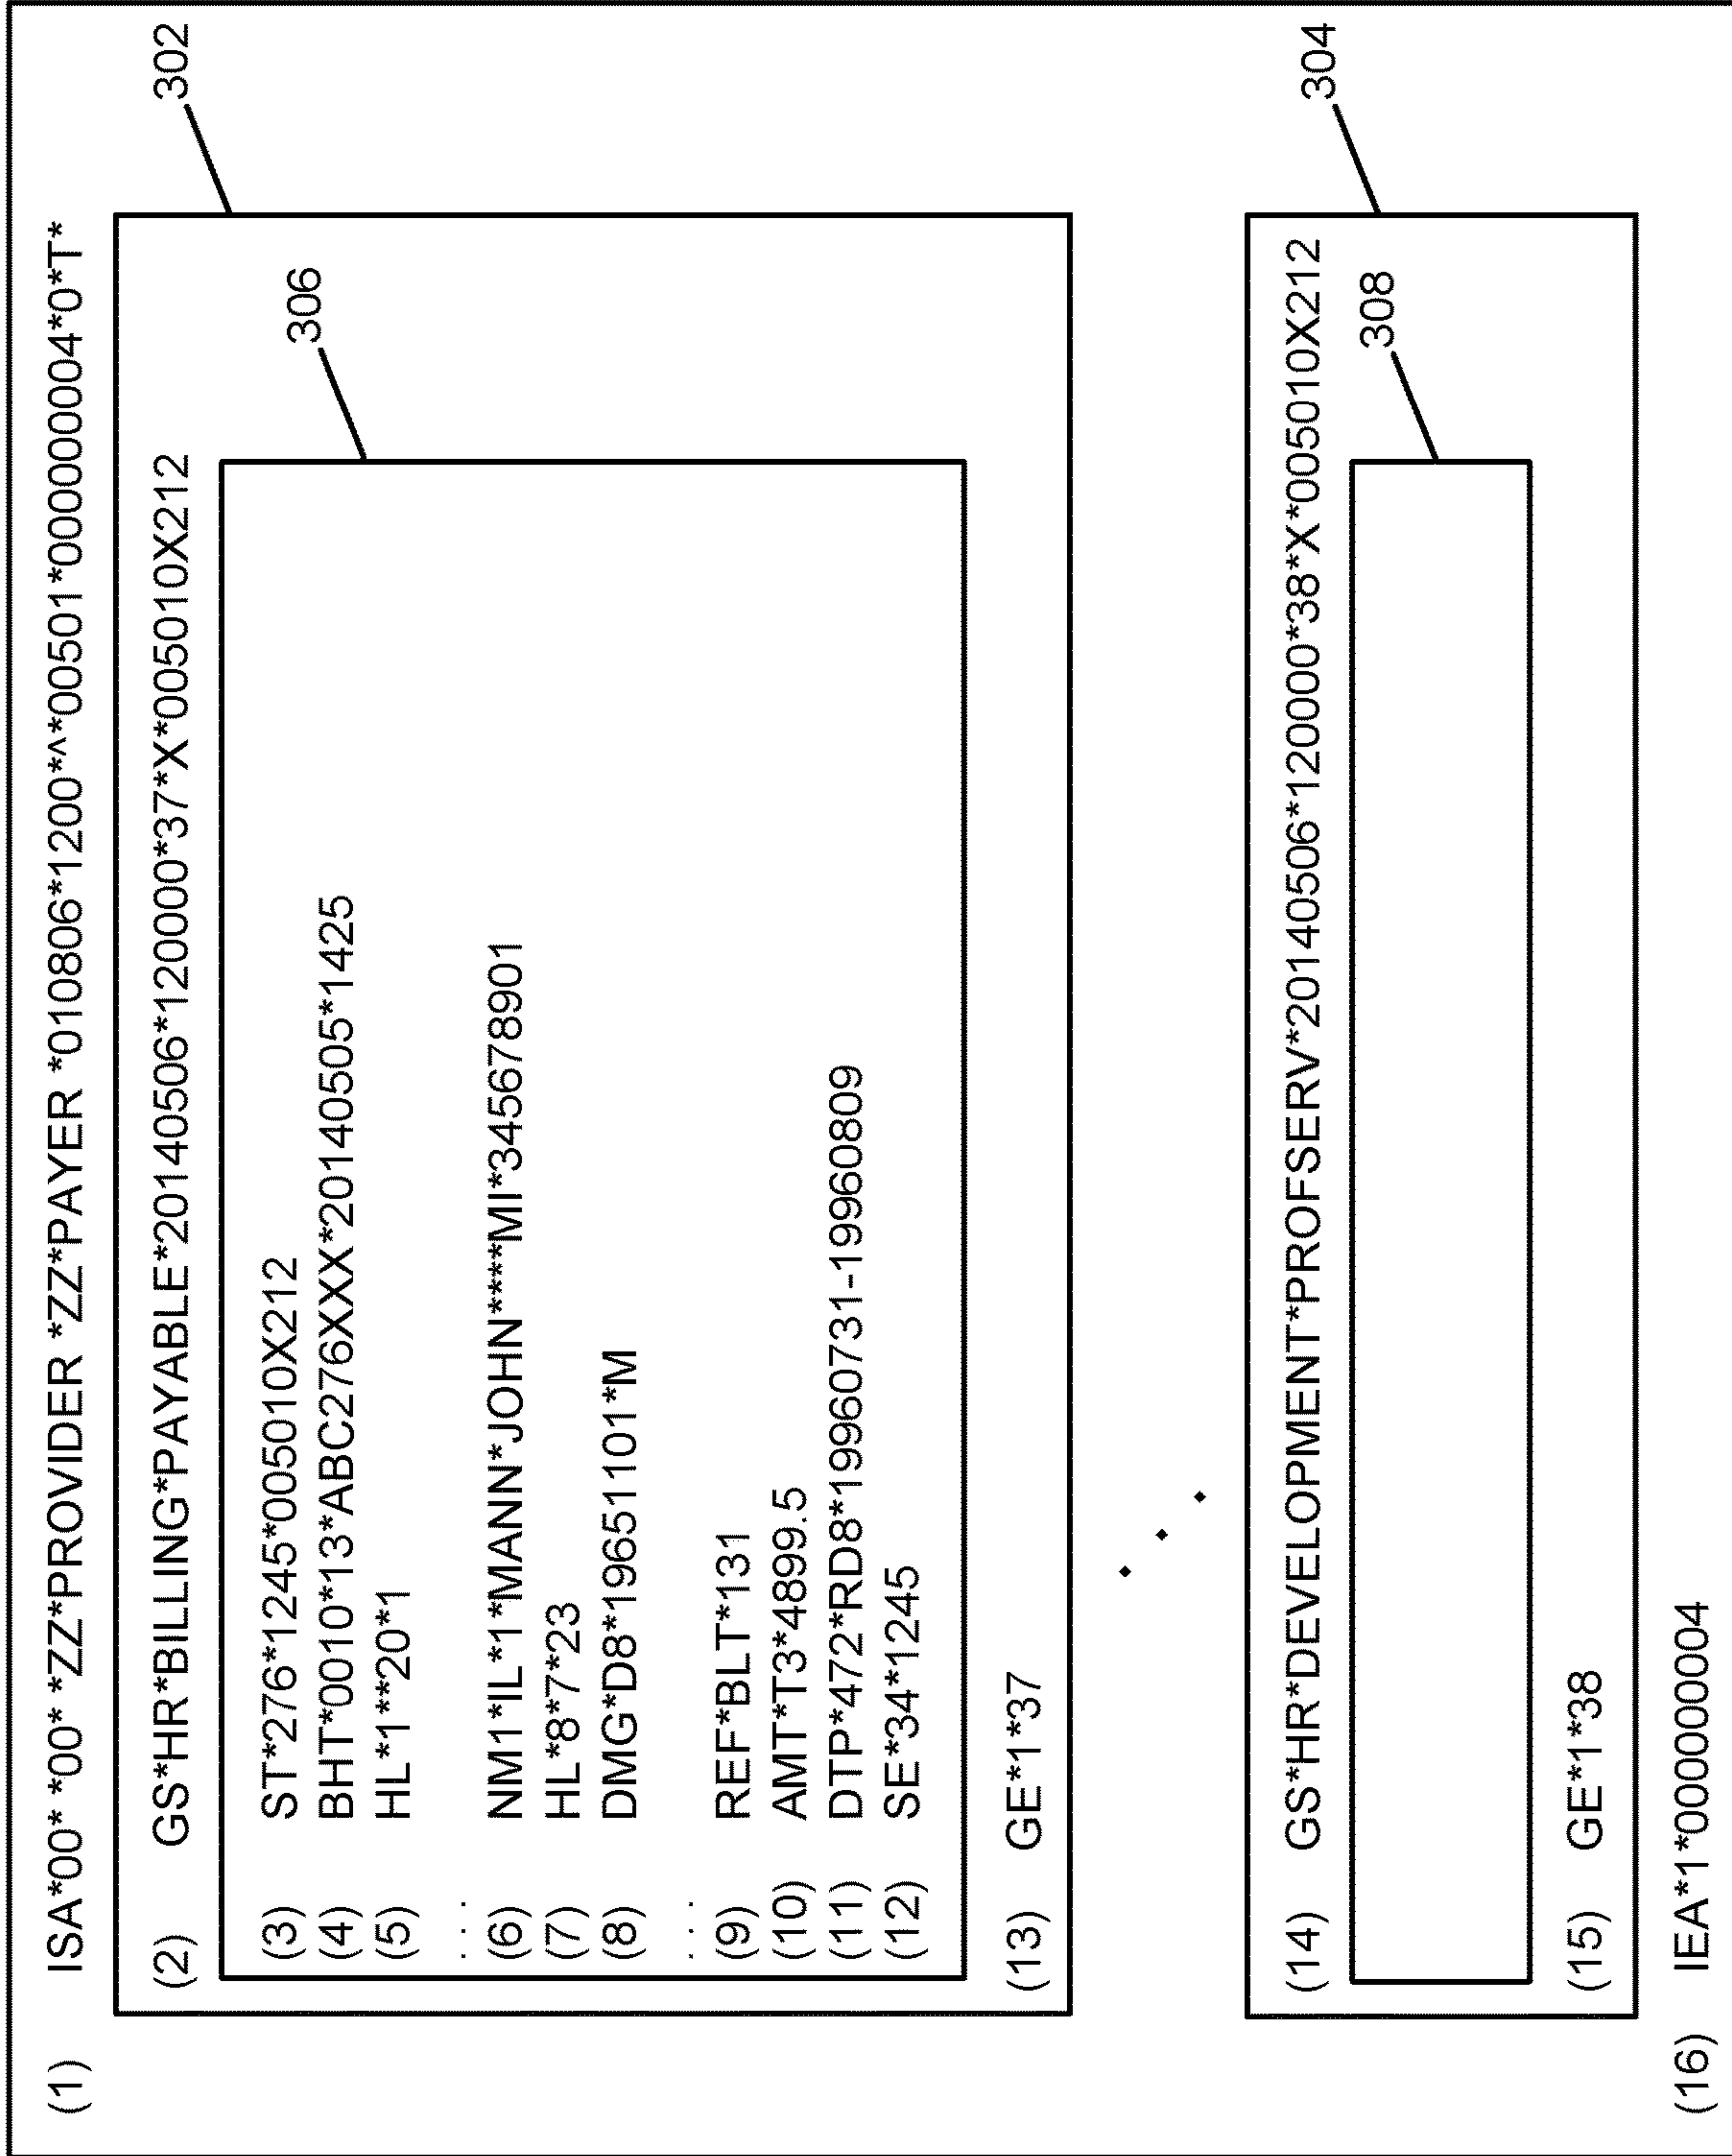 (1) ISA*00* *00* *ZZ*PROVIDER *ZZ*PAYER *010806*1200*^*00501*000000004*0*T*
302
(2) GS*HR*BILLING*PAYABLE*20140506*120000*37*X*005010X212
306
(3) ST*276*1245*005010X212
(4) BHT*0010*13*ABC276XXX*20140505*1425
(5) HL*1**20*1
...
(6) NM1*IL*1*MANN*JOHN****MI*345678901
(7) HL*8*7*23
(8) DMG*D8*19651101*M
...
(9) REF*BLT*131
(10) AMT*T3*4899.5
(11) DTP*472*RD8*19960731-19960809
(12) SE*34*1245
(13) GE*1*37
304
(14) GS*HR*DEVELOPMENT*PROFSERV*20140506*120000*38*X*005010X212
308
(15) GE*1*38
(16) IEA*1*000000004